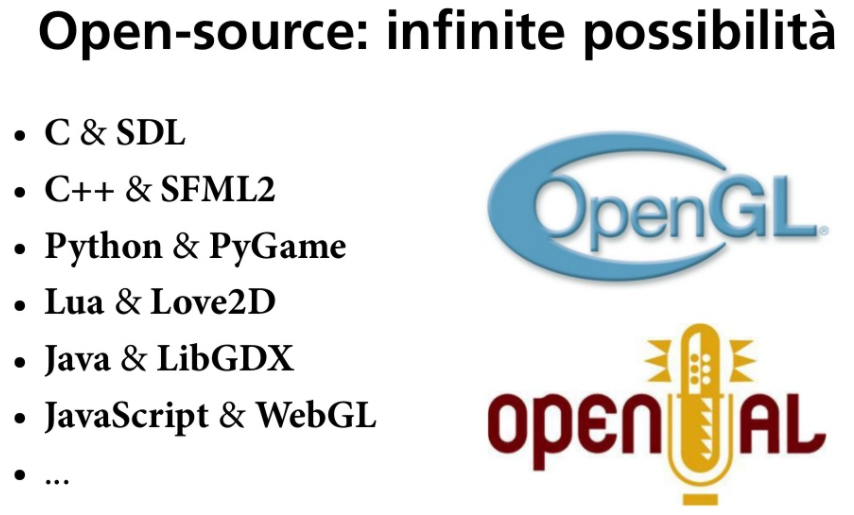 Open-source: infinite possibilità
• C & SDL
• C++ & SFML2
• Python & PyGame
• Lua & Love2D
• Java & LibGDX
• JavaScript & WebGL
• ...
OpenGL®
OPENAL